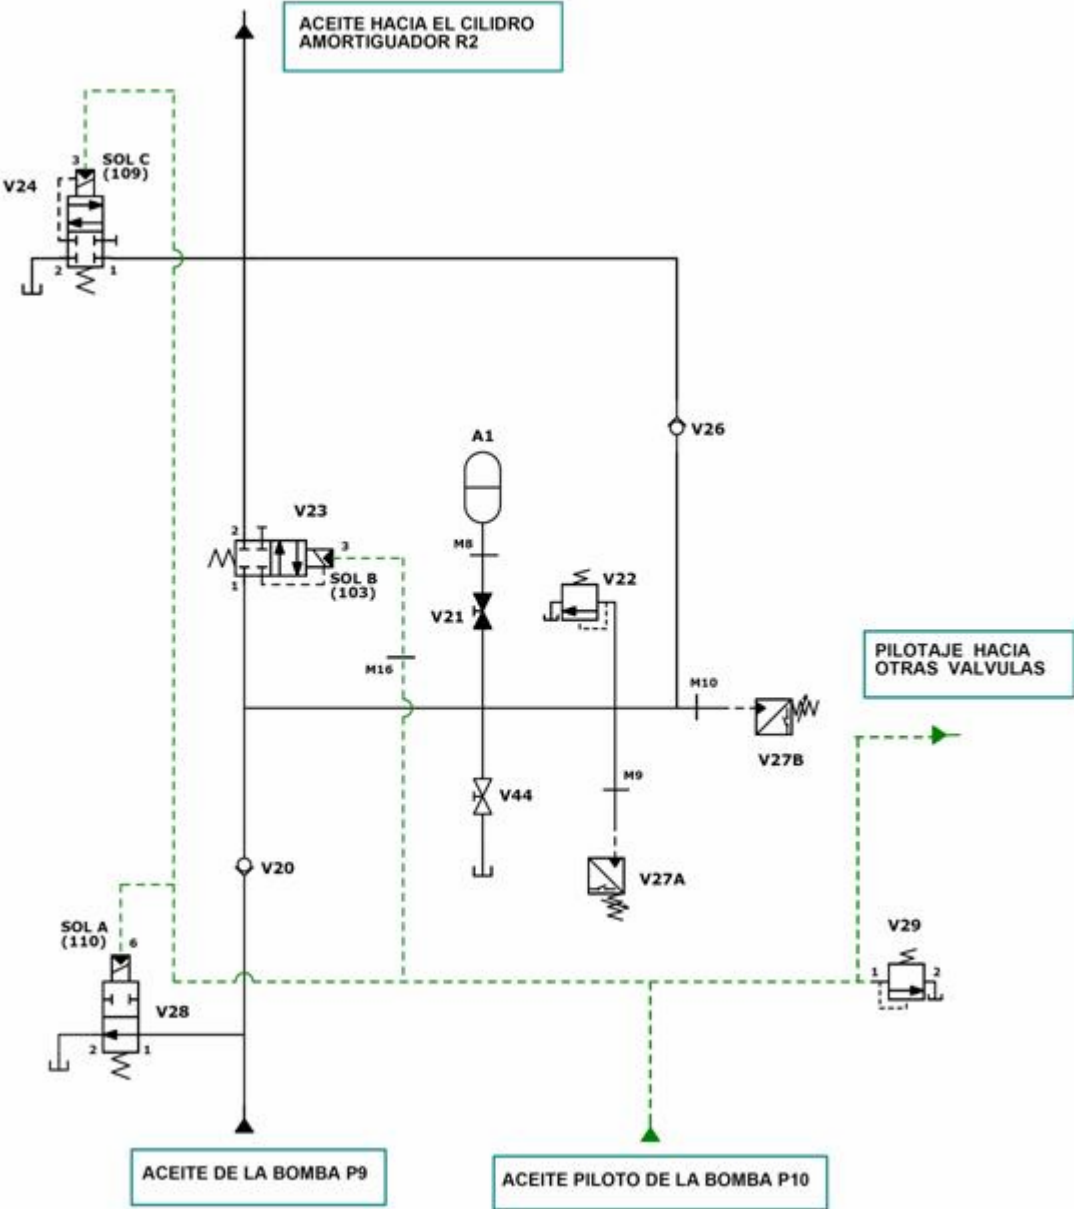 ACEITE HACIA EL CILIDRO
AMORTIGUADOR R2
3
SOL C
(109)
V24
2
1
V26
A1
V23
2
3
M8
SOL B
(103)
1
V22
V21
M16
PILOTAJE HACIA
OTRAS VALVULAS
M10
V27B
M9
V44
V20
V27A
SOL A
(110)
6
V29
1
2
V28
2
1
ACEITE DE LA BOMBA P9
ACEITE PILOTO DE LA BOMBA P10